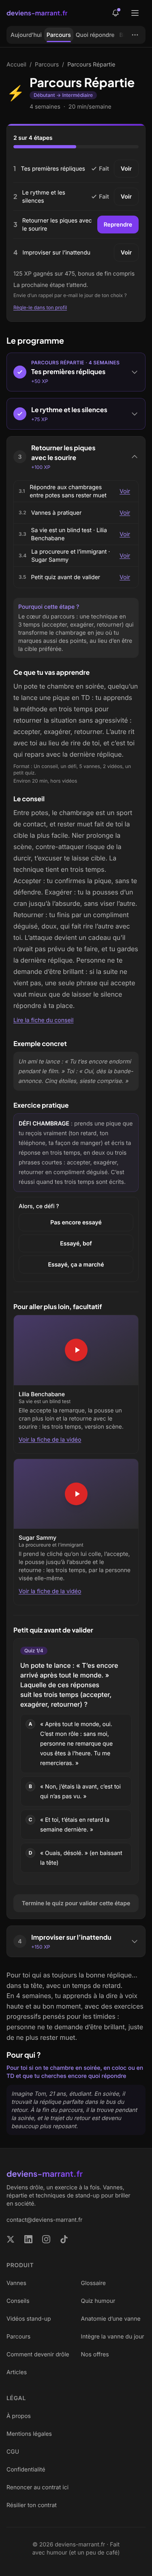 deviens-marrant.fr
Aujourd'hui Parcours Quoi répondre
Accueil / Parcours / Parcours Répartie
Parcours Répartie
Débutant → Intermédiaire
4 semaines · 20 min/semaine
2 sur 4 étapes
1 Tes premières répliques ✓ Fait Voir
2 Le rythme et les
silences ✓ Fait Voir
3 Retourner les piques avec
le sourire Reprendre
4 Improviser sur l'inattendu Voir
125 XP gagnés sur 475, bonus de fin compris
La prochaine étape t'attend.
Envie d'un rappel par e-mail le jour de ton choix ?
Règle-le dans ton profil
Le programme
PARCOURS RÉPARTIE · 4 SEMAINES
Tes premières répliques
+50 XP
Le rythme et les silences
+75 XP
3
Retourner les piques
avec le sourire
+100 XP
3.1 Répondre aux chambrages
entre potes sans rester muet Voir
3.2 Vannes à pratiquer Voir
3.3 Sa vie est un blind test · Lilia
Benchabane Voir
3.4 La procureure et l'immigrant ·
Sugar Sammy Voir
3.5 Petit quiz avant de valider Voir
Pourquoi cette étape ?
Le cœur du parcours : une technique en
3 temps (accepter, exagérer, retourner) qui
transforme le chambrage en jeu où tu
marques aussi des points, au lieu d'en être
la cible préférée.
Ce que tu vas apprendre
Un pote te chambre en soirée, quelqu'un
te lance une pique en TD : tu apprends
la méthode en trois temps pour
retourner la situation sans agressivité :
accepter, exagérer, retourner. Tu peux
rire avec eux au lieu de rire jaune, et
c'est toi qui repars avec la dernière réplique.
Format · Un conseil, un défi, 5 vannes, 2 vidéos, un
petit quiz.
Environ 20 min, hors vidéos
Le conseil
Entre potes, le chambrage est un sport
de contact, et rester muet fait de toi la
cible la plus facile. Nier prolonge la
scène, contre-attaquer risque de la
durcir, t'excuser te laisse cible. Le
technique tient en trois temps.
Accepter : tu confirmes la pique, sans te
défendre. Exagérer : tu la pousses d'un
cran jusqu'à l'absurde, sans viser l'autre.
Retourner : tu finis par un compliment
déguisé, doux, qui fait rire l'autre avec
toi. L'attaque devient un cadeau qu'il
n'avait pas prévu de te faire, et tu gardes
la dernière réplique. Personne ne te
demande d'être brillant : si la suite ne
vient pas, une seule phrase qui accepte
vaut mieux que de laisser le silence
répondre à ta place.
Lire la fiche du conseil
Exemple concret
Un ami te lance : « Tu t'es encore endormi
pendant le film. » Toi : « Oui, dès la bande-
annonce. Cinq étoiles, sieste comprise. »
Exercice pratique
DÉFI CHAMBRAGE : prends une pique que
tu reçois vraiment (ton retard, ton
téléphone, ta façon de manger) et écris ta
réponse en trois temps, en deux ou trois
phrases courtes : accepter, exagérer,
retourner en compliment déguisé. C'est
réussi quand tes trois temps sont écrits.
Alors, ce défi ?
Pas encore essayé
Essayé, bof
Essayé, ça a marché
Pour aller plus loin, facultatif
Lilia Benchabane
Sa vie est un blind test
Elle accepte la remarque, la pousse un
cran plus loin et la retourne avec le
sourire : les trois temps, version scène.
Voir la fiche de la vidéo
Sugar Sammy
La procureure et l'immigrant
Il prend le cliché qu'on lui colle, l'accepte,
le pousse jusqu'à l'absurde et le
retourne : les trois temps, par la personne
visée elle-même.
Voir la fiche de la vidéo
Petit quiz avant de valider
Quiz 1/4
Un pote te lance : « T'es encore
arrivé après tout le monde. »
Laquelle de ces réponses
suit les trois temps (accepter,
exagérer, retourner) ?
A « Après tout le monde, oui.
C'est mon rôle : sans moi,
personne ne remarque que
vous êtes à l'heure. Tu me
remercieras. »
B « Non, j'étais là avant, c'est toi
qui n'as pas vu. »
C « Et toi, t'étais en retard la
semaine dernière. »
D « Ouais, désolé. » (en baissant
la tête)
Termine le quiz pour valider cette étape
4
Improviser sur l'inattendu
+150 XP
Pour toi qui as toujours la bonne réplique...
dans ta tête, avec un temps de retard.
En 4 semaines, tu apprends à la dire à voix
haute et au bon moment, avec des exercices
progressifs pensés pour les timides :
personne ne te demande d'être brillant, juste
de ne plus rester muet.
Pour qui ?
Pour toi si on te chambre en soirée, en coloc ou en
TD et que tu cherches encore quoi répondre
Imagine Tom, 21 ans, étudiant. En soirée, il
trouvait la réplique parfaite dans le bus du
retour. À la fin du parcours, il la trouve pendant
la soirée, et le trajet du retour est devenu
beaucoup plus reposant.
deviens-marrant.fr
Deviens drôle, un exercice à la fois. Vannes,
répartie et techniques de stand-up pour briller
en société.
contact@deviens-marrant.fr
PRODUIT
Vannes Glossaire
Conseils Quiz humour
Vidéos stand-up Anatomie d'une vanne
Parcours Intègre la vanne du jour
Comment devenir drôle Nos offres
Articles
LÉGAL
À propos
Mentions légales
CGU
Confidentialité
Renoncer au contrat ici
Résilier ton contrat
© 2026 deviens-marrant.fr · Fait
avec humour (et un peu de café)